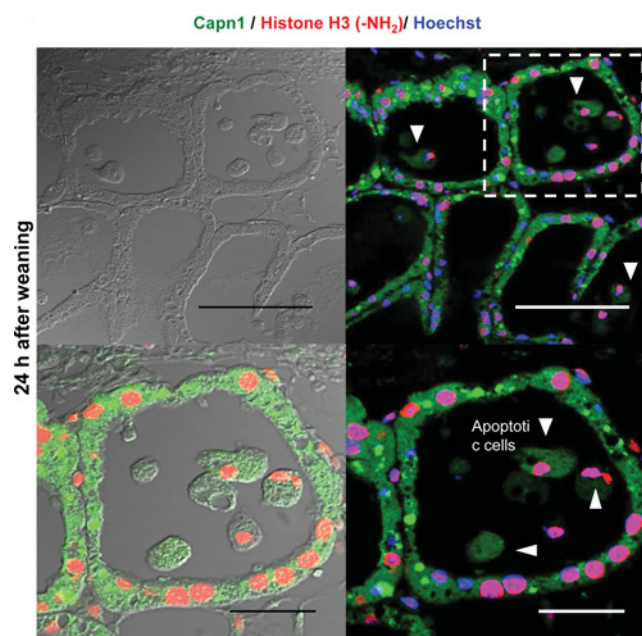 Capn1 / Histone H3 (-NH₂)/ Hoechst
24 h after weaning
Apoptoti
c cells